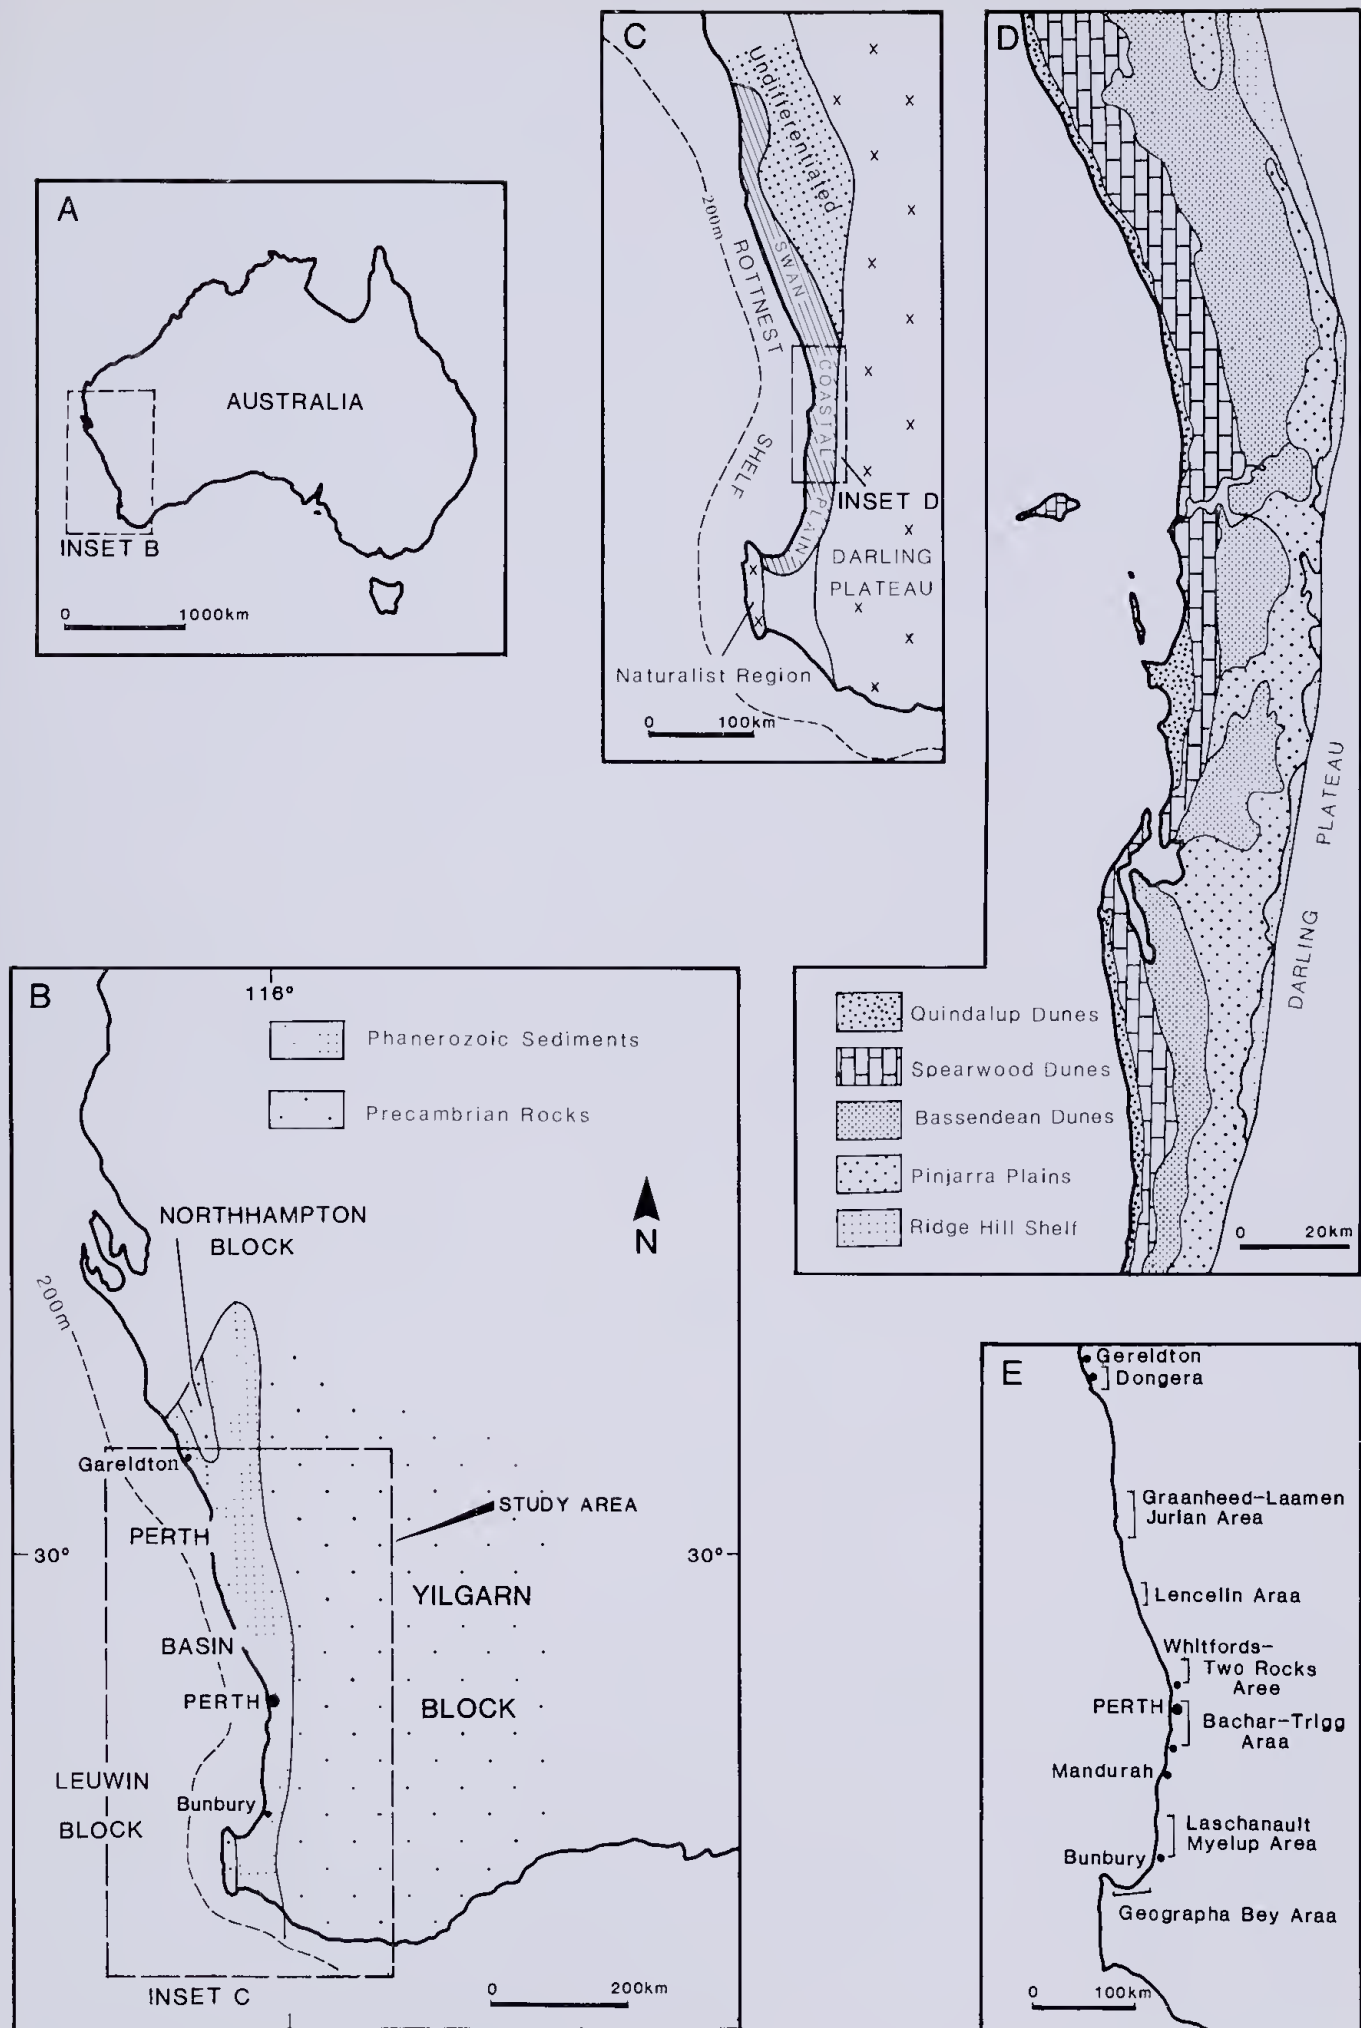 A
AUSTRALIA
INSET B
0 1000km
C
Undifferentiated
200m
ROTTNEST
SHELF
SWAN
COASTAL
PLAIN
INSET D
DARLING
PLATEAU
Naturalist Region
0 100km
D
DARLING PLATEAU
Quindalup Dunes
Spearwood Dunes
Bassendean Dunes
Pinjarra Plains
Ridge Hill Shelf
0 20km
B
116°
Phanerozoic Sediments
Precambrian Rocks
NORTHHAMPTON
BLOCK
N
200m
Gareldton
STUDY AREA
PERTH
30° 30°
YILGARN
BASIN
PERTH
BLOCK
LEUWIN
BLOCK
Bunbury
INSET C
0 200km
E
Gereldton
Dongera
Graanheed-Laamen
Jurlan Area
Lencelin Araa
Whitfords-
Two Rocks
Aree
PERTH
Bachar-Trigg
Araa
Mandurah
Laschanault
Myelup Area
Bunbury
Geographa Bey Araa
0 100km